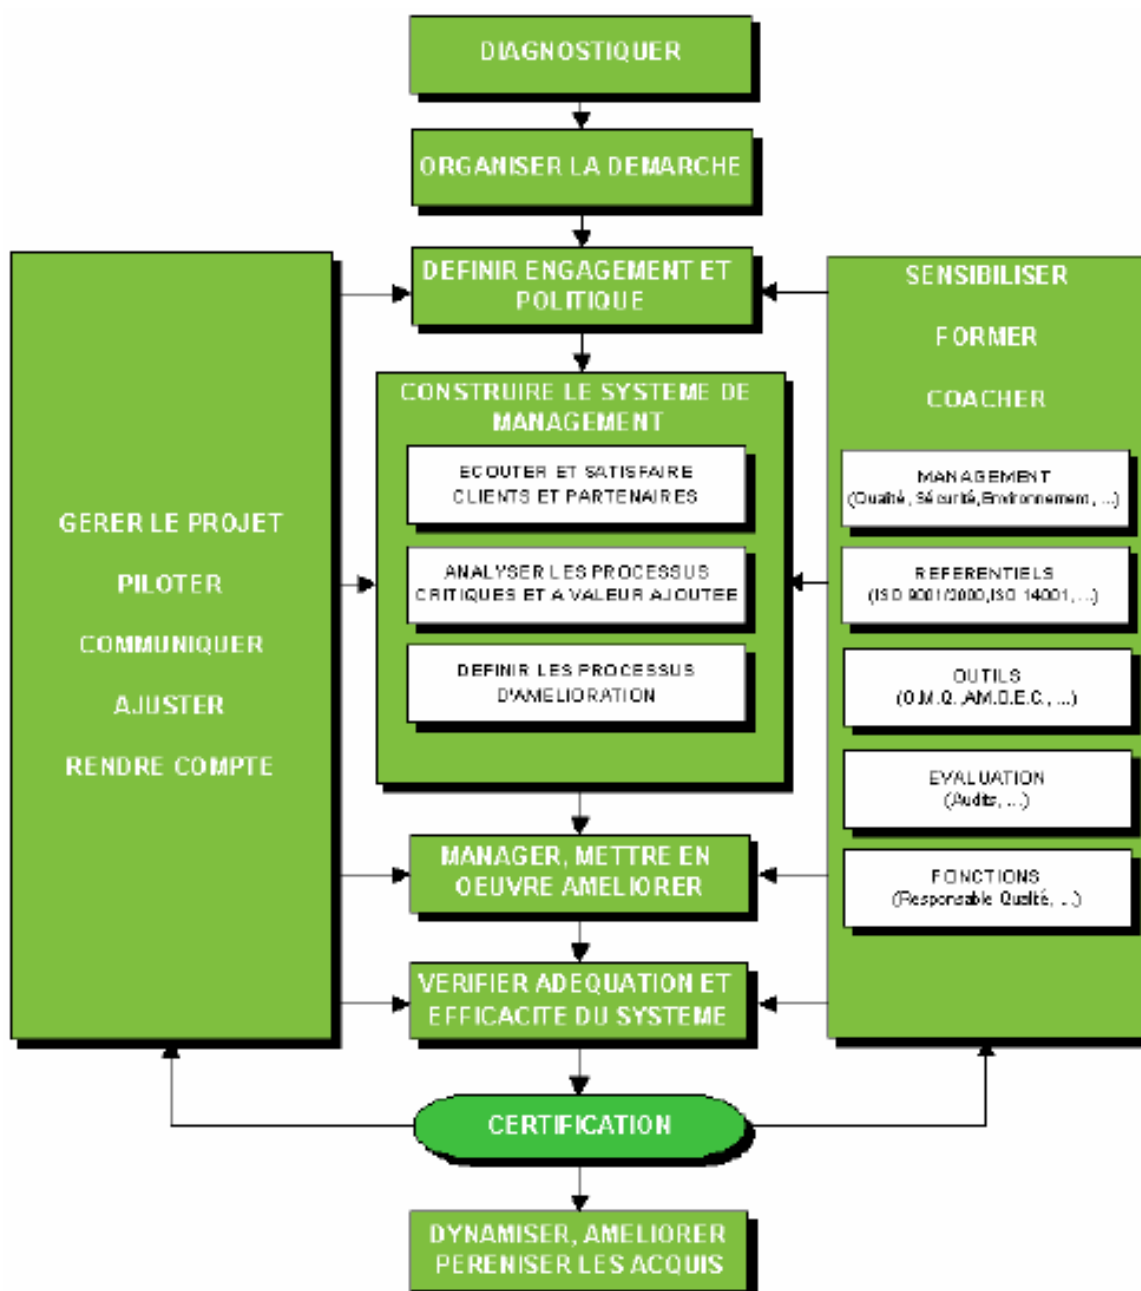 DIAGNOSTIQUER
ORGANISER LA DEMARCHE
DEFINIR ENGAGEMENT ET
POLITIQUE
CONSTRUIRE LE SYSTEME DE
MANAGEMENT
ECOUTER ET SATISFAIRE
CLIENTS ET PARTENAIRES
ANALYSER LES PROCESSUS
CRITIQUES ET A VALEUR AJOUTEE
DEFINIR LES PROCESSUS
D'AMELIORATION
GERER LE PROJET
PILOTER
COMMUNIQUER
AJUSTER
RENDRE COMPTE
SENSIBILISER
FORMER
COACHER
MANAGEMENT
(Qualité, Sécurité,Environnement, ...)
REFERENTIELS
(ISO 9001/2000,ISO 14001, ...)
OUTILS
(O.M.Q. ,A.M.D.E.C., ...)
EVALUATION
(Audits, ...)
FONCTIONS
(Responsable Qualité, ...)
MANAGER, METTRE EN
OEUVRE AMELIORER
VERIFIER ADEQUATION ET
EFFICACITE DU SYSTEME
CERTIFICATION
DYNAMISER, AMELIORER
PERENISER LES ACQUIS